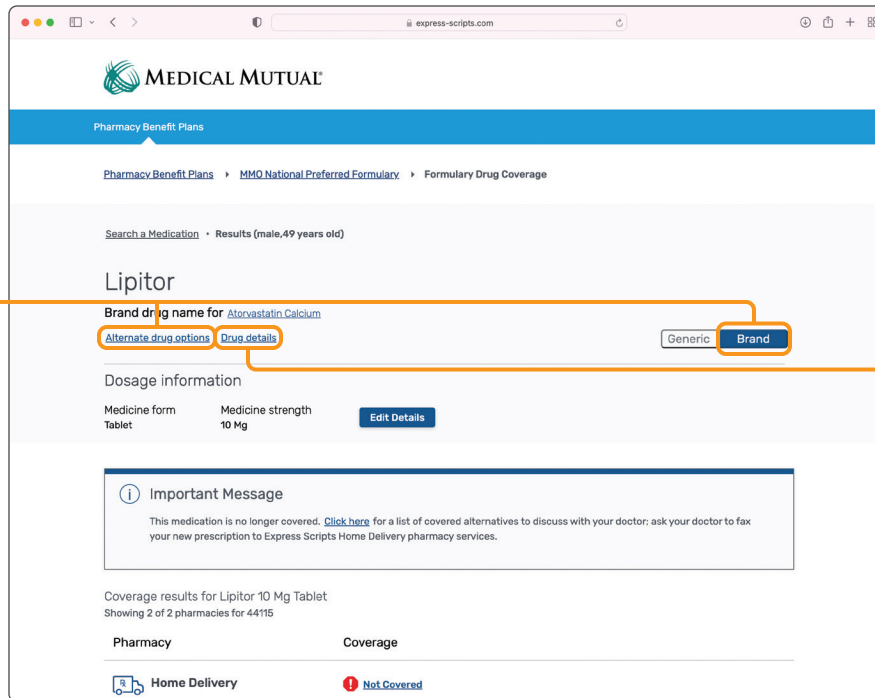 express-scripts.com
MEDICAL MUTUAL®
Pharmacy Benefit Plans
Pharmacy Benefit Plans MMO National Preferred Formulary Formulary Drug Coverage
Search a Medication • Results (male,49 years old)
Lipitor
Brand drug name for Atorvastatin Calcium
Alternate drug options Drug details Generic Brand
Dosage information
Medicine form Medicine strength Edit Details
Tablet 10 Mg
Important Message
This medication is no longer covered. Click here for a list of covered alternatives to discuss with your doctor; ask your doctor to fax
your new prescription to Express Scripts Home Delivery pharmacy services.
Coverage results for Lipitor 10 Mg Tablet
Showing 2 of 2 pharmacies for 44115
Pharmacy Coverage
Home Delivery Not Covered